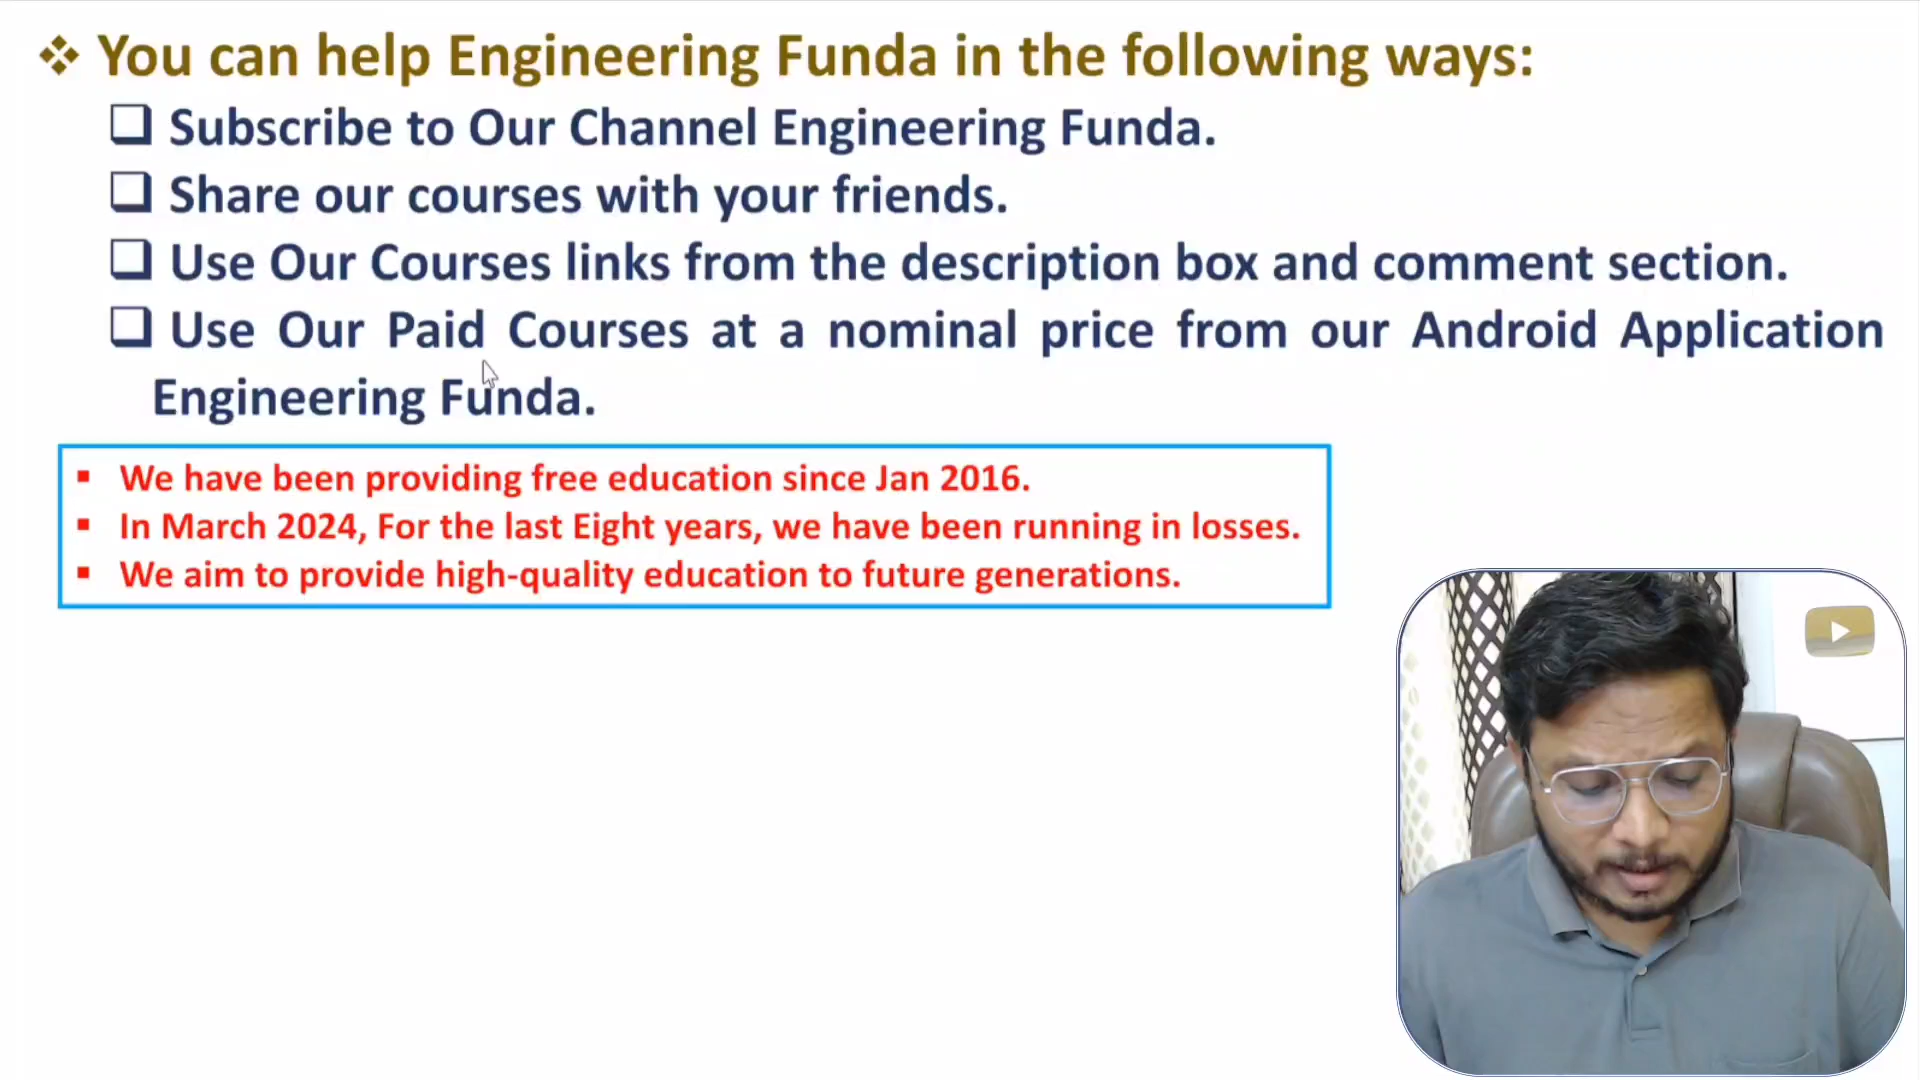 You can help Engineering Funda in the following ways:
Subscribe to Our Channel Engineering Funda.
Share our courses with your friends.
Use Our Courses links from the description box and comment section.
Use Our Paid Courses at a nominal price from our Android Application
Engineering Funda.
We have been providing free education since Jan 2016.
In March 2024, For the last Eight years, we have been running in losses.
We aim to provide high-quality education to future generations.